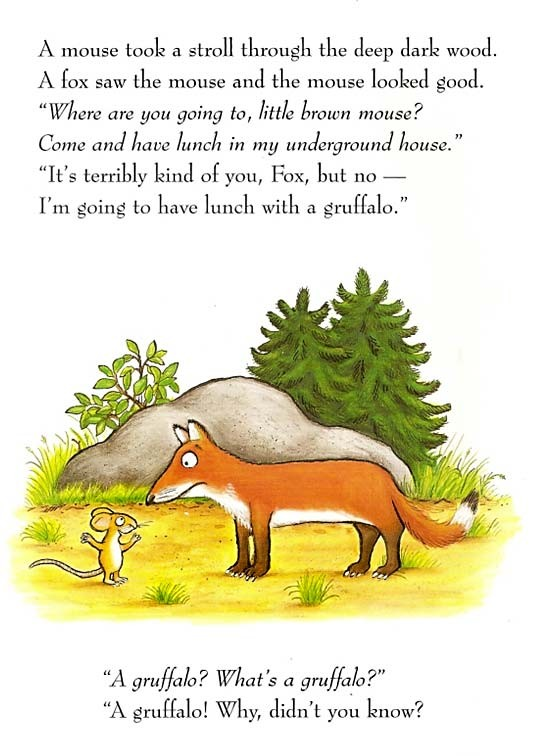 A mouse took a stroll through the deep dark wood.
A fox saw the mouse and the mouse looked good.
“Where are you going to, little brown mouse?
Come and have lunch in my underground house.”
“It’s terribly kind of you, Fox, but no —
I’m going to have lunch with a gruffalo.”
“A gruffalo? What’s a gruffalo?”
“A gruffalo! Why, didn’t you know?